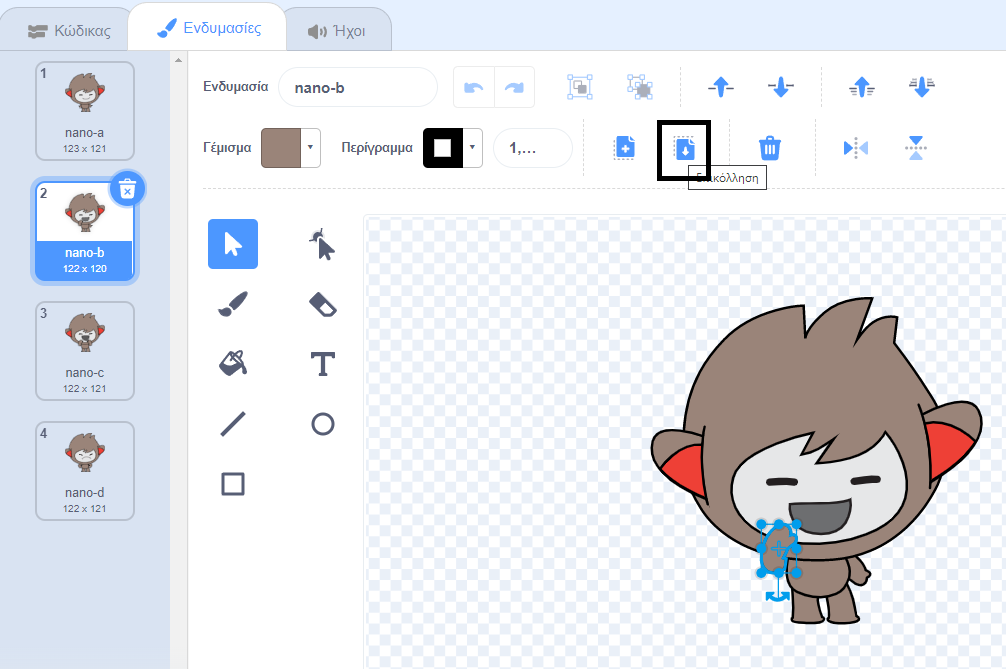 Κώδικας
Ενδυμασίες
Ήχοι
1
nano-a
123 x 121
2
nano-b
122 x 120
3
nano-c
122 x 121
4
nano-d
122 x 121
Ενδυμασία
nano-b
Γέμισμα
Περίγραμμα
1,...
Επικόλληση
T